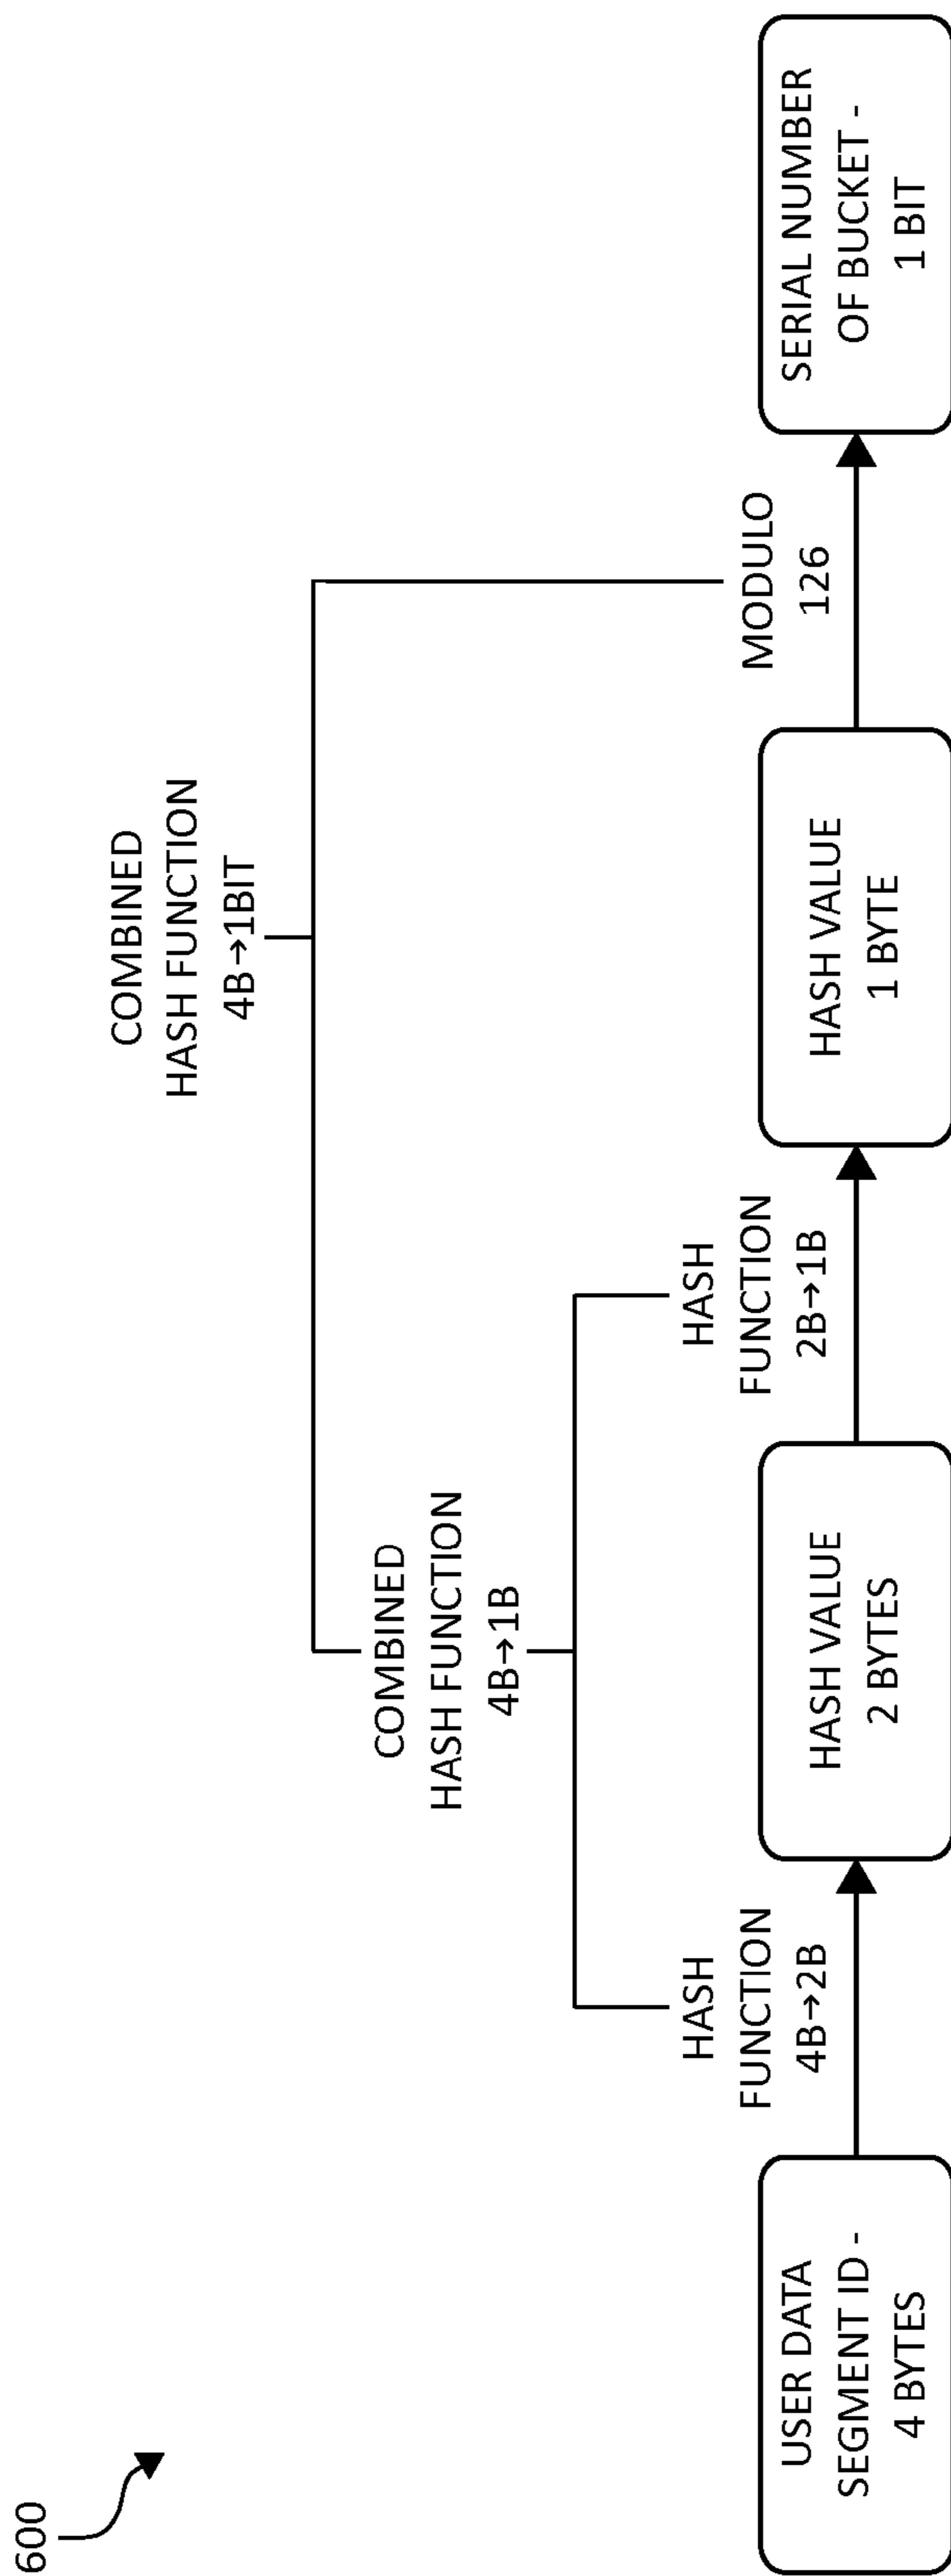 600
COMBINED
HASH FUNCTION
4B→1BIT
COMBINED
HASH FUNCTION
4B→1B
HASH
FUNCTION
4B→2B
HASH
FUNCTION
2B→1B
MODULO
126
USER DATA
SEGMENT ID -
4 BYTES
HASH VALUE
2 BYTES
HASH VALUE
1 BYTE
SERIAL NUMBER
OF BUCKET -
1 BIT